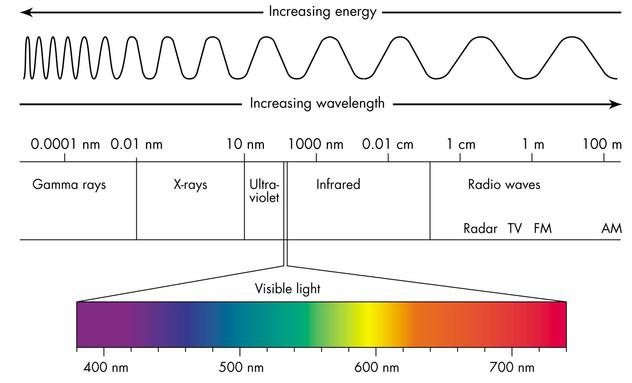 Increasing energy
Increasing wavelength
0.0001 nm 0.01 nm 10 nm 1000 nm 0.01 cm 1 cm 1 m 100 m
Gamma rays X-rays Ultra- Infrared Radio waves
violet
Radar TV FM AM
Visible light
400 nm 500 nm 600 nm 700 nm